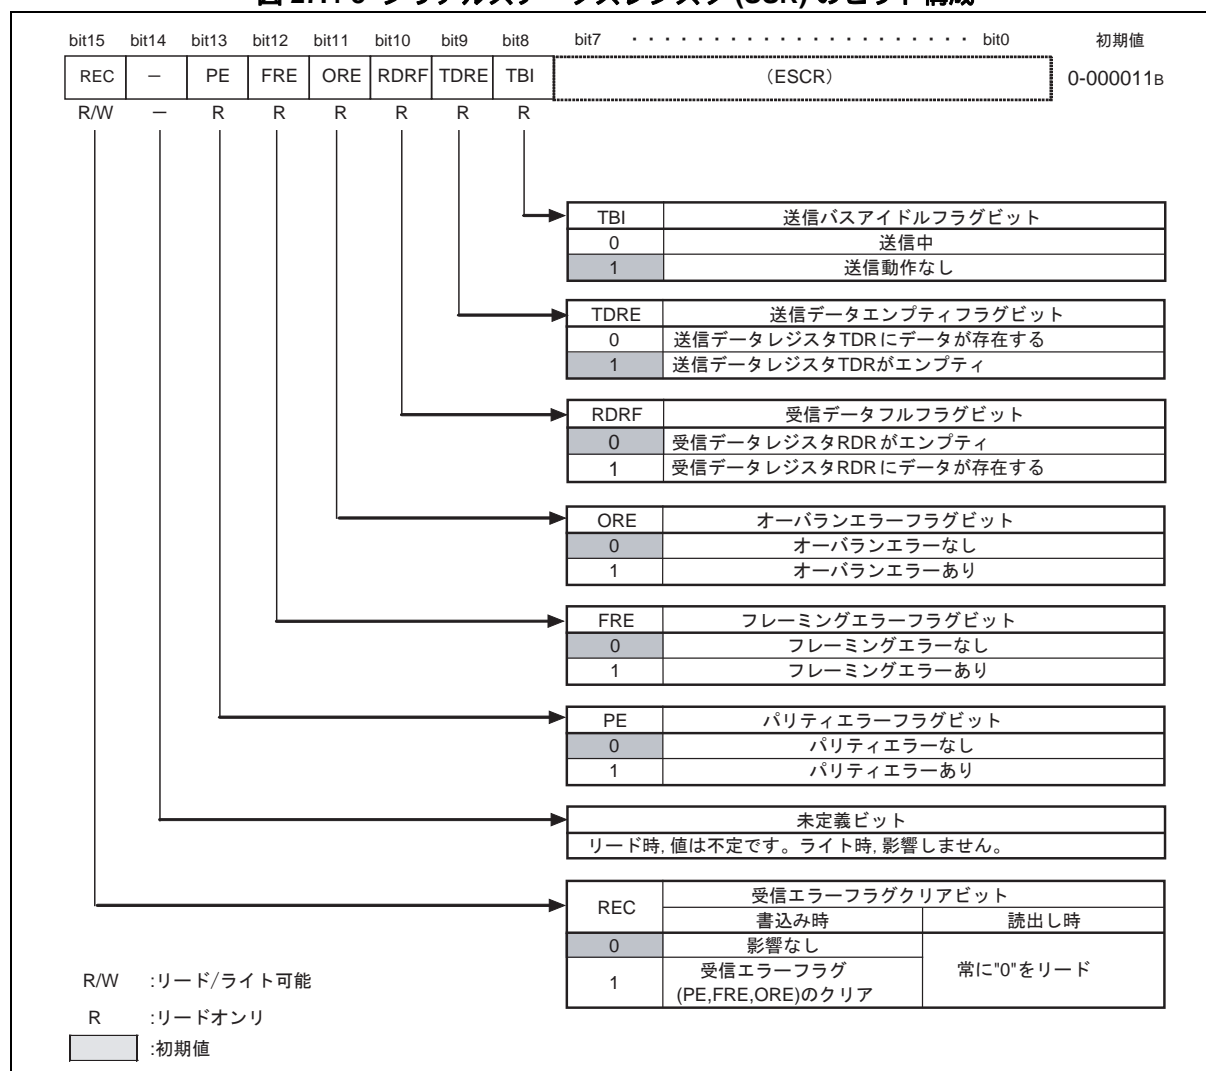 (SSR) のビット構成
bit15 bit14 bit13 bit12 bit11 bit10 bit9 bit8 bit7 ・・・・・・・・・・・・・・・・・・・・・ bit0 初期値
REC － PE FRE ORE RDRF TDRE TBI (ESCR) 0-000011B
R/W － R R R R R R
TBI 送信バスアイドルフラグビット
0 送信中
1 送信動作なし
TDRE 送信データエンプティフラグビット
0 送信データレジスタTDRにデータが存在する
1 送信データレジスタTDRがエンプティ
RDRF 受信データフルフラグビット
0 受信データレジスタRDRがエンプティ
1 受信データレジスタRDRにデータが存在する
ORE オーバランエラーフラグビット
0 オーバランエラーなし
1 オーバランエラーあり
FRE フレーミングエラーフラグビット
0 フレーミングエラーなし
1 フレーミングエラーあり
PE パリティエラーフラグビット
0 パリティエラーなし
1 パリティエラーあり
未定義ビット
リード時, 値は不定です。ライト時, 影響しません。
REC 受信エラーフラグクリアビット
書込み時 読出し時
0 影響なし 常に"0"をリード
1 受信エラーフラグ
(PE,FRE,ORE)のクリア
R/W :リード/ライト可能
R :リードオンリ
:初期値